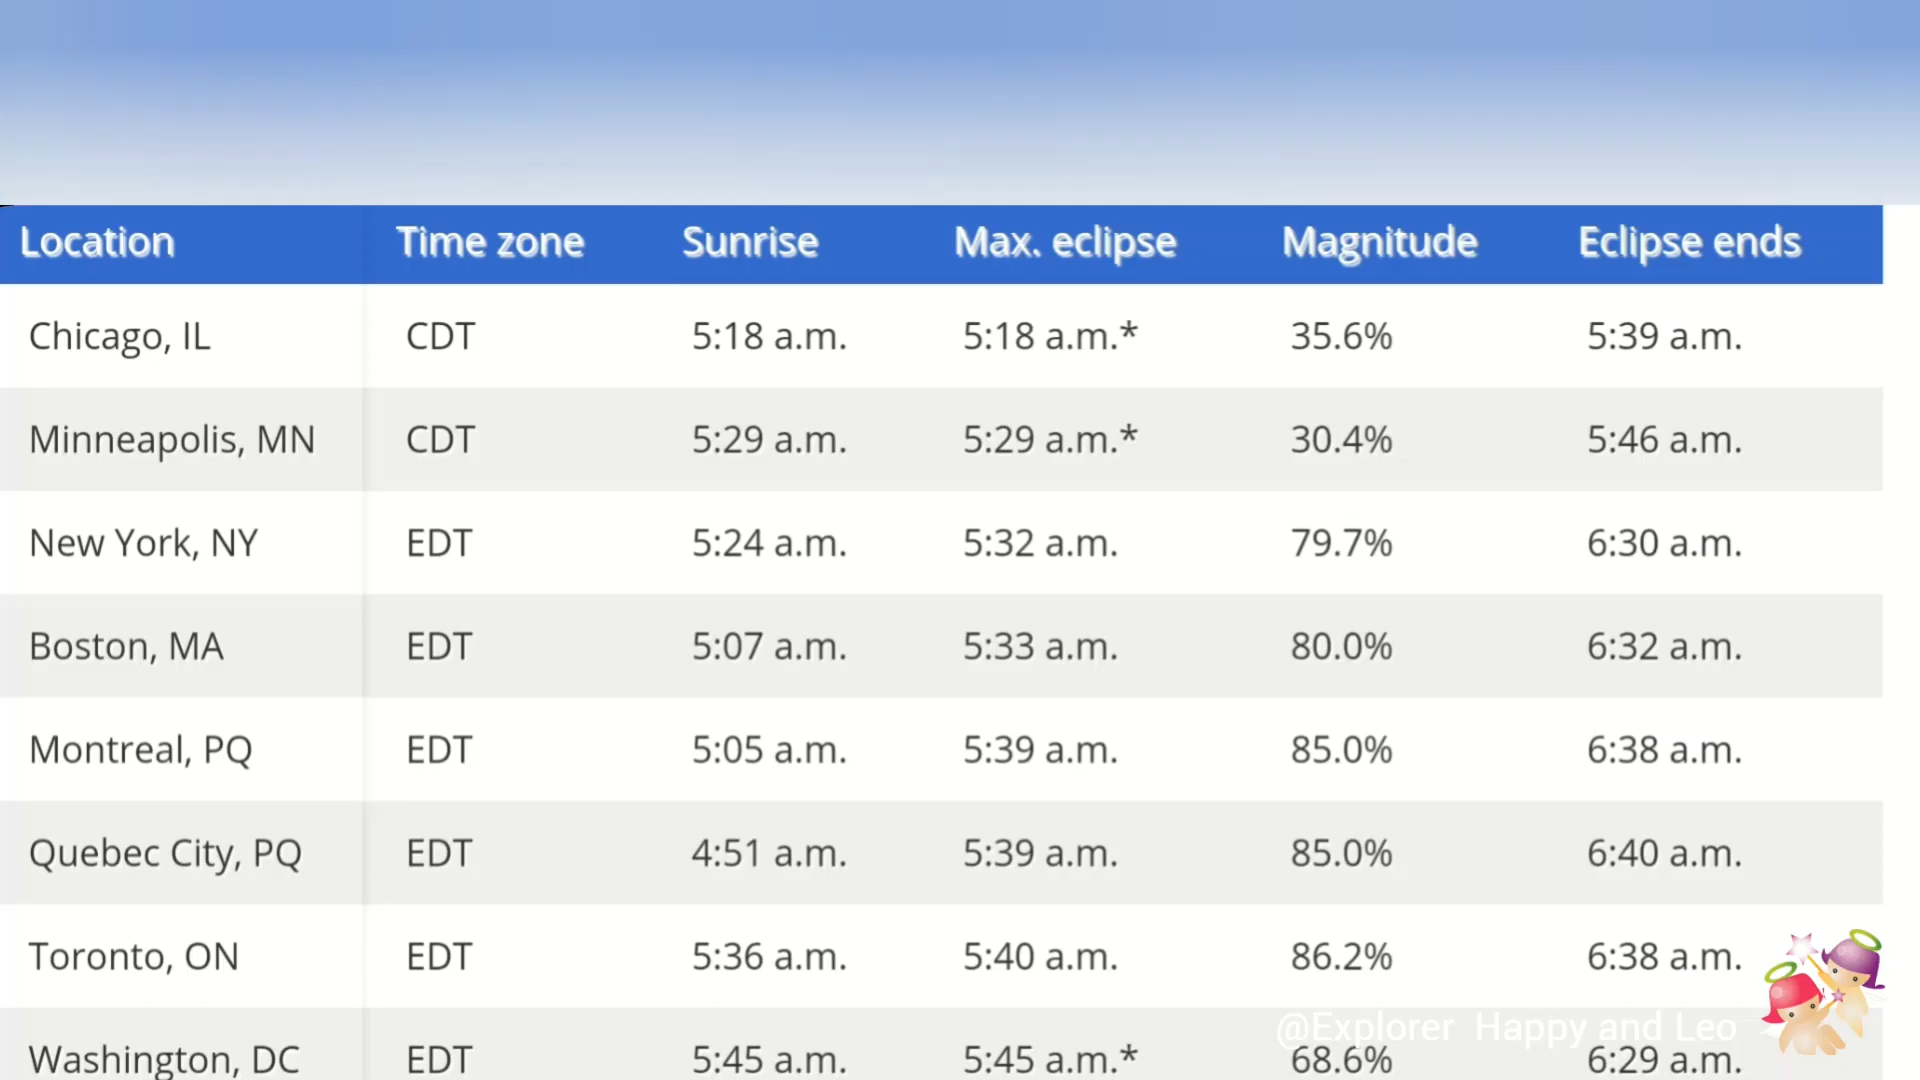 Location Time zone Sunrise Max. eclipse Magnitude Eclipse ends
Chicago, IL CDT 5:18 a.m. 5:18 a.m.* 35.6% 5:39 a.m.
Minneapolis, MN CDT 5:29 a.m. 5:29 a.m.* 30.4% 5:46 a.m.
New York, NY EDT 5:24 a.m. 5:32 a.m. 79.7% 6:30 a.m.
Boston, MA EDT 5:07 a.m. 5:33 a.m. 80.0% 6:32 a.m.
Montreal, PQ EDT 5:05 a.m. 5:39 a.m. 85.0% 6:38 a.m.
Quebec City, PQ EDT 4:51 a.m. 5:39 a.m. 85.0% 6:40 a.m.
Toronto, ON EDT 5:36 a.m. 5:40 a.m. 86.2% 6:38 a.m.
@Explorer Happy and Leo
Washington, DC EDT 5:45 a.m. 5:45 a.m.* 68.6% 6:29 a.m.